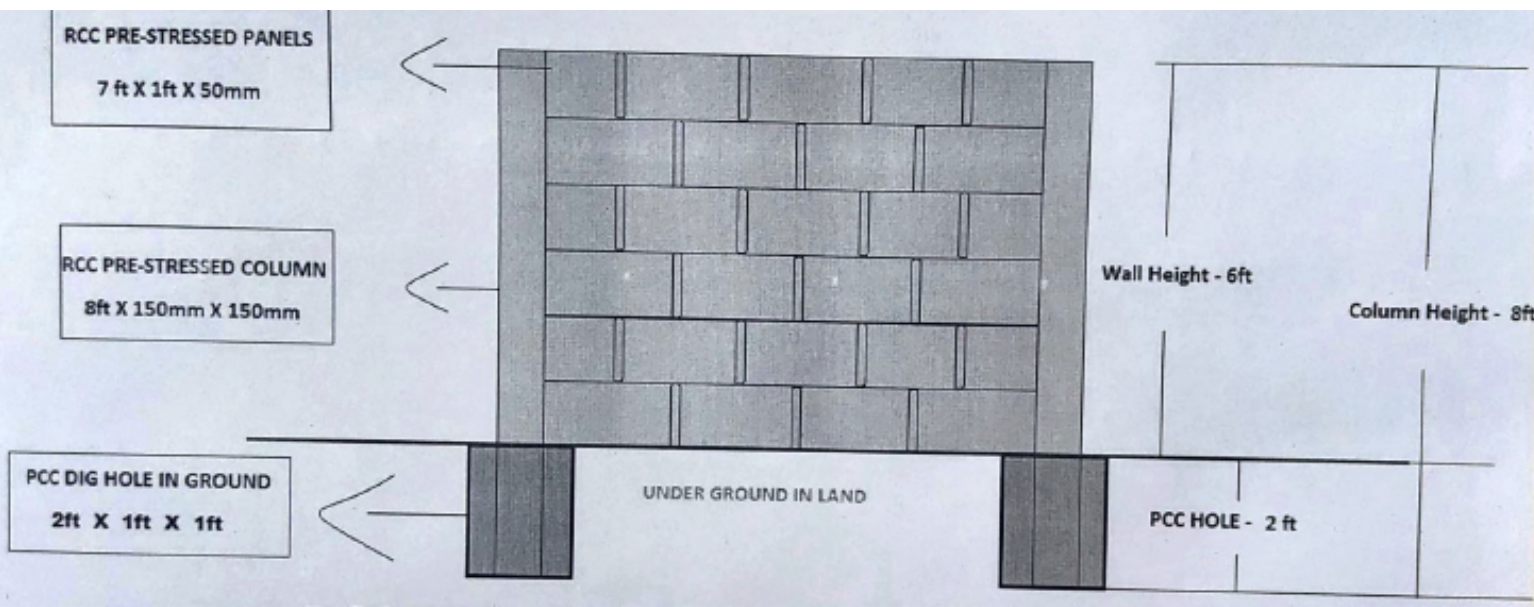 RCC PRE-STRESSED PANELS
7 ft X 1ft X 50mm
RCC PRE-STRESSED COLUMN
8ft X 150mm X 150mm
Wall Height - 6ft
Column Height - 8ft
PCC DIG HOLE IN GROUND
2ft X 1ft X 1ft
UNDER GROUND IN LAND
PCC HOLE - 2 ft